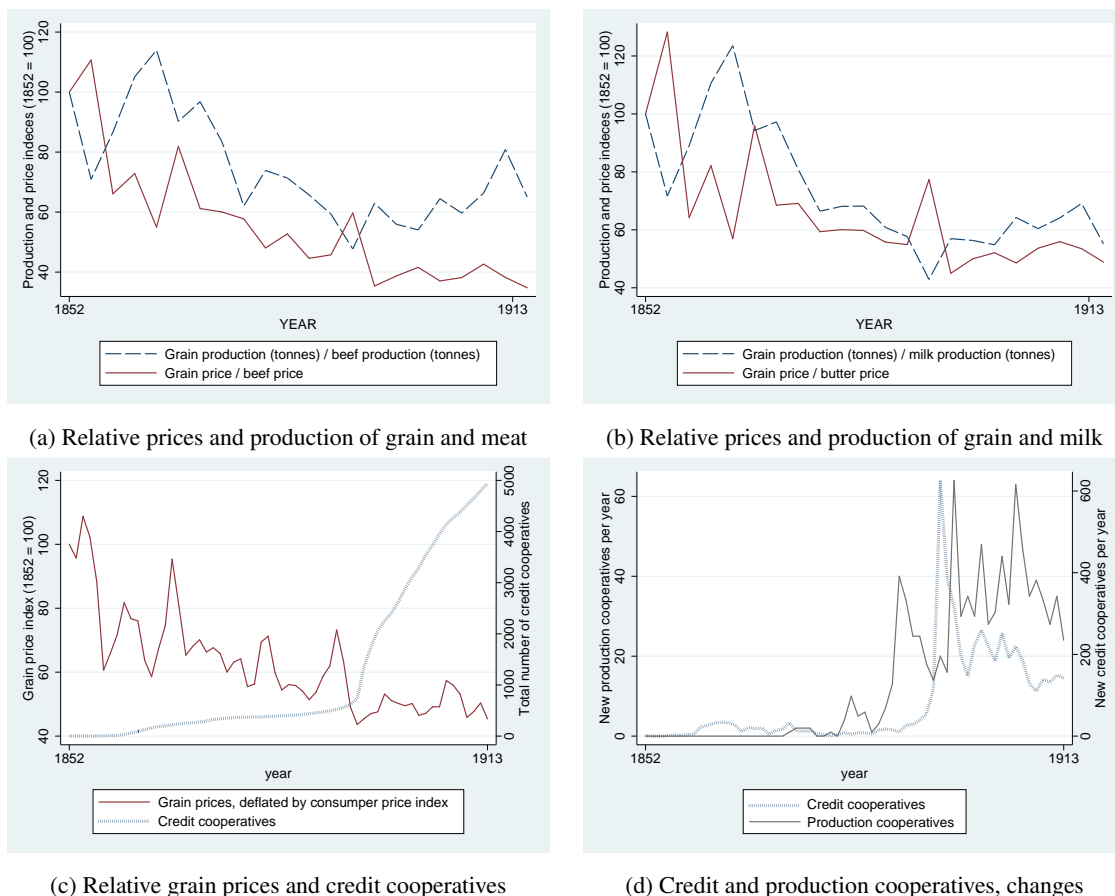 Production and price indeces (1852 = 100)
120
100
80
60
40
1852
1913
YEAR
Grain production (tonnes) / beef production (tonnes)
Grain price / beef price
(a) Relative prices and production of grain and meat
Production and price indeces (1852 = 100)
120
100
80
60
40
1852
1913
YEAR
Grain production (tonnes) / milk production (tonnes)
Grain price / butter price
(b) Relative prices and production of grain and milk
Grain price index (1852 = 100)
120
100
80
60
40
Total number of credit cooperatives
5000
4000
3000
2000
1000
0
1852
1913
year
Grain prices, deflated by consumper price index
Credit cooperatives
(c) Relative grain prices and credit cooperatives
New production cooperatives per year
60
40
20
0
New credit cooperatives per year
600
400
200
0
1852
1913
year
Credit cooperatives
Production cooperatives
(d) Credit and production cooperatives, changes